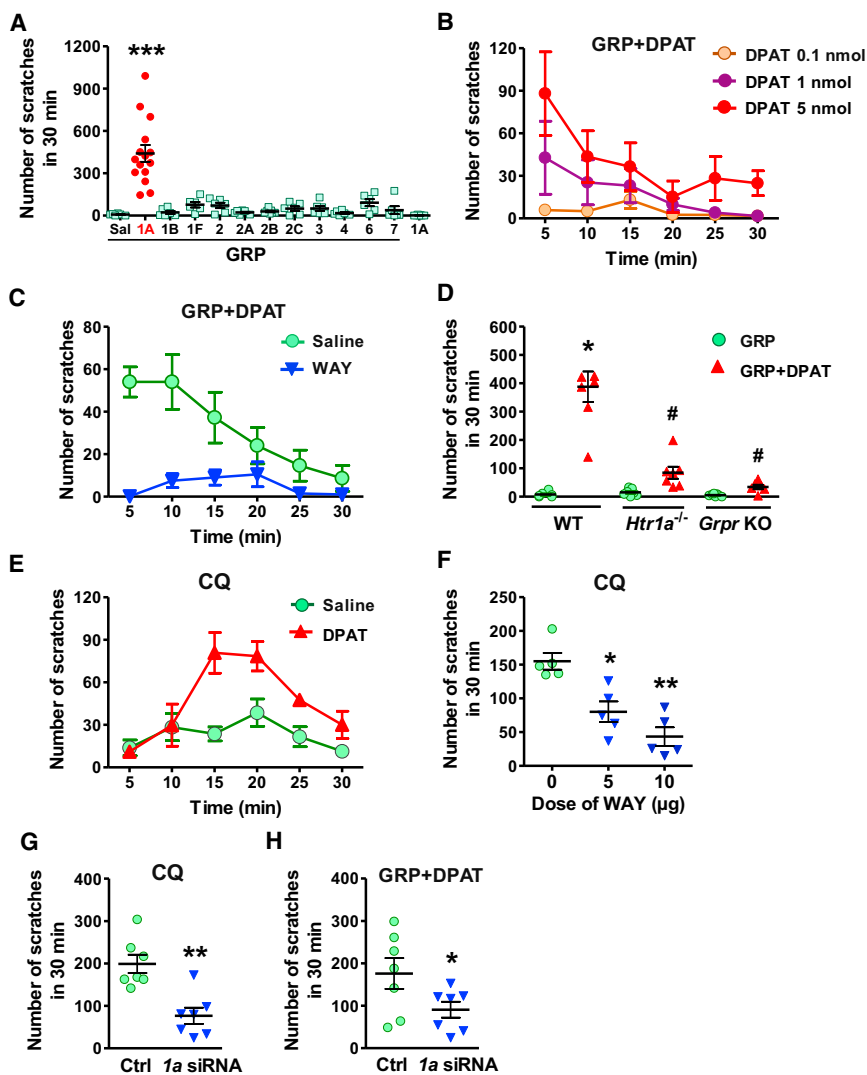 A
Number of scratches
in 30 min
1200
900
600
300
0
***
Sal 1A 1B 1F 2 2A 2B 2C 3 4 6 7 1A
GRP
B
GRP+DPAT
DPAT 0.1 nmol
DPAT 1 nmol
DPAT 5 nmol
Number of scratches
120
90
60
30
0
5 10 15 20 25 30
Time (min)
C
GRP+DPAT
Saline
WAY
Number of scratches
80
60
40
20
0
5 10 15 20 25 30
Time (min)
D
GRP
GRP+DPAT
Number of scratches
in 30 min
600
500
400
300
200
100
0
*
#
#
WT Htr1a-/- Grpr KO
E
CQ
Saline
DPAT
Number of scratches
120
90
60
30
0
5 10 15 20 25 30
Time (min)
F
CQ
Number of scratches
in 30 min
250
200
150
100
50
0
*
**
0 5 10
Dose of WAY (µg)
G
CQ
Number of scratches
in 30 min
400
300
200
100
0
**
Ctrl 1a siRNA
H
GRP+DPAT
Number of scratches
in 30 min
400
300
200
100
0
*
Ctrl 1a siRNA